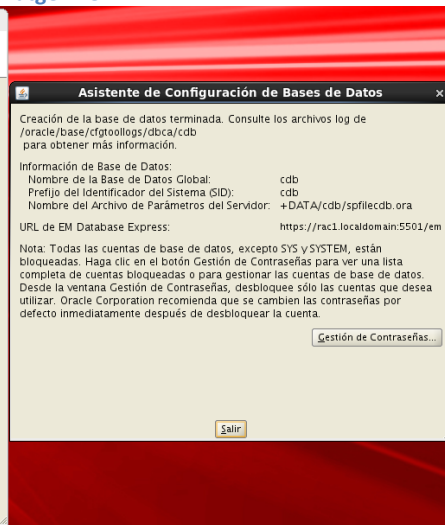 Asistente de Configuración de Bases de Datos
Creación de la base de datos terminada. Consulte los archivos log de
/oracle/base/cfgtoollogs/dbca/cdb
para obtener más información.
Información de Base de Datos:
Nombre de la Base de Datos Global: cdb
Prefijo del Identificador del Sistema (SID): cdb
Nombre del Archivo de Parámetros del Servidor: +DATA/cdb/spfilecdb.ora
URL de EM Database Express: https://rac1.localdomain:5501/em
Nota: Todas las cuentas de base de datos, excepto SYS y SYSTEM, están
bloqueadas. Haga clic en el botón Gestión de Contraseñas para ver una lista
completa de cuentas bloqueadas o para gestionar las cuentas de base de datos.
Desde la ventana Gestión de Contraseñas, desbloquee sólo las cuentas que desea
utilizar. Oracle Corporation recomienda que se cambien las contraseñas por
defecto inmediatamente después de desbloquear la cuenta.
Gestión de Contraseñas...
Salir